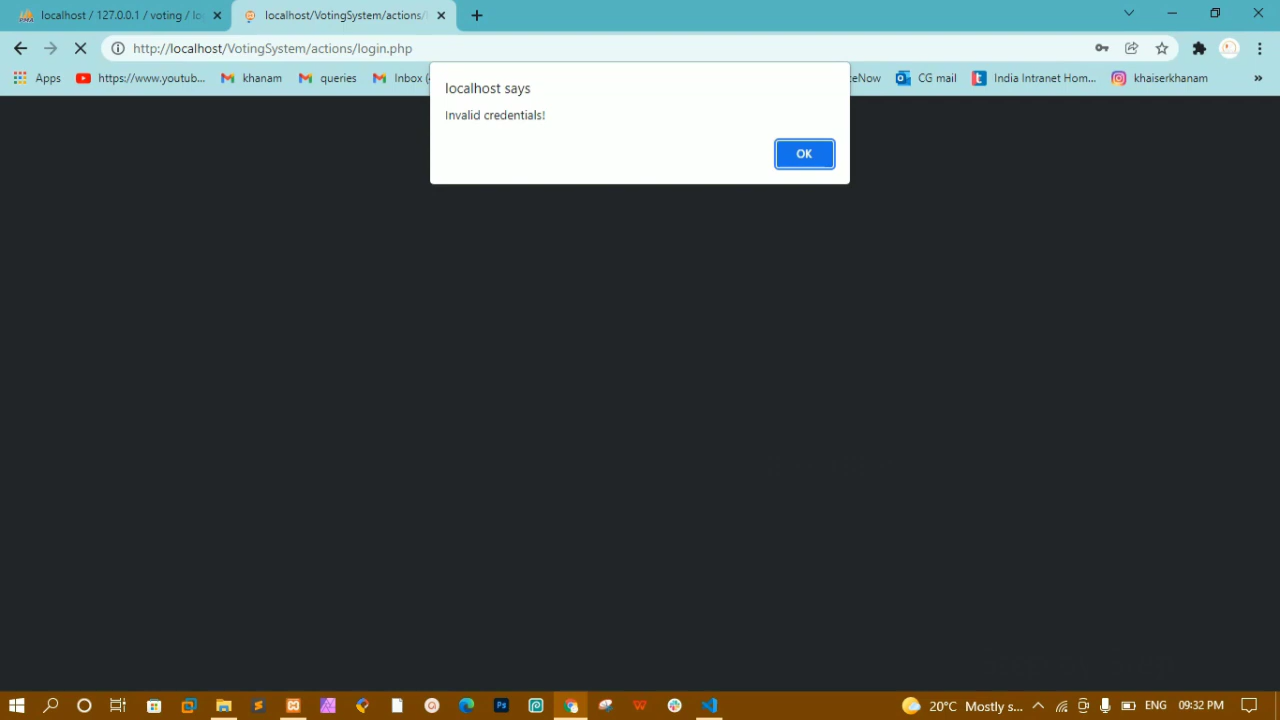 localhost / 127.0.0.1 / voting / lo
localhost/VotingSystem/actions/l
http://localhost/VotingSystem/actions/login.php
Apps
https://www.youtub...
khanam
queries
Inbox (
teNow
CG mail
India Intranet Hom...
khaiserkhanam
»
localhost says
Invalid credentials!
OK
20°C Mostly s...
ENG
09:32 PM